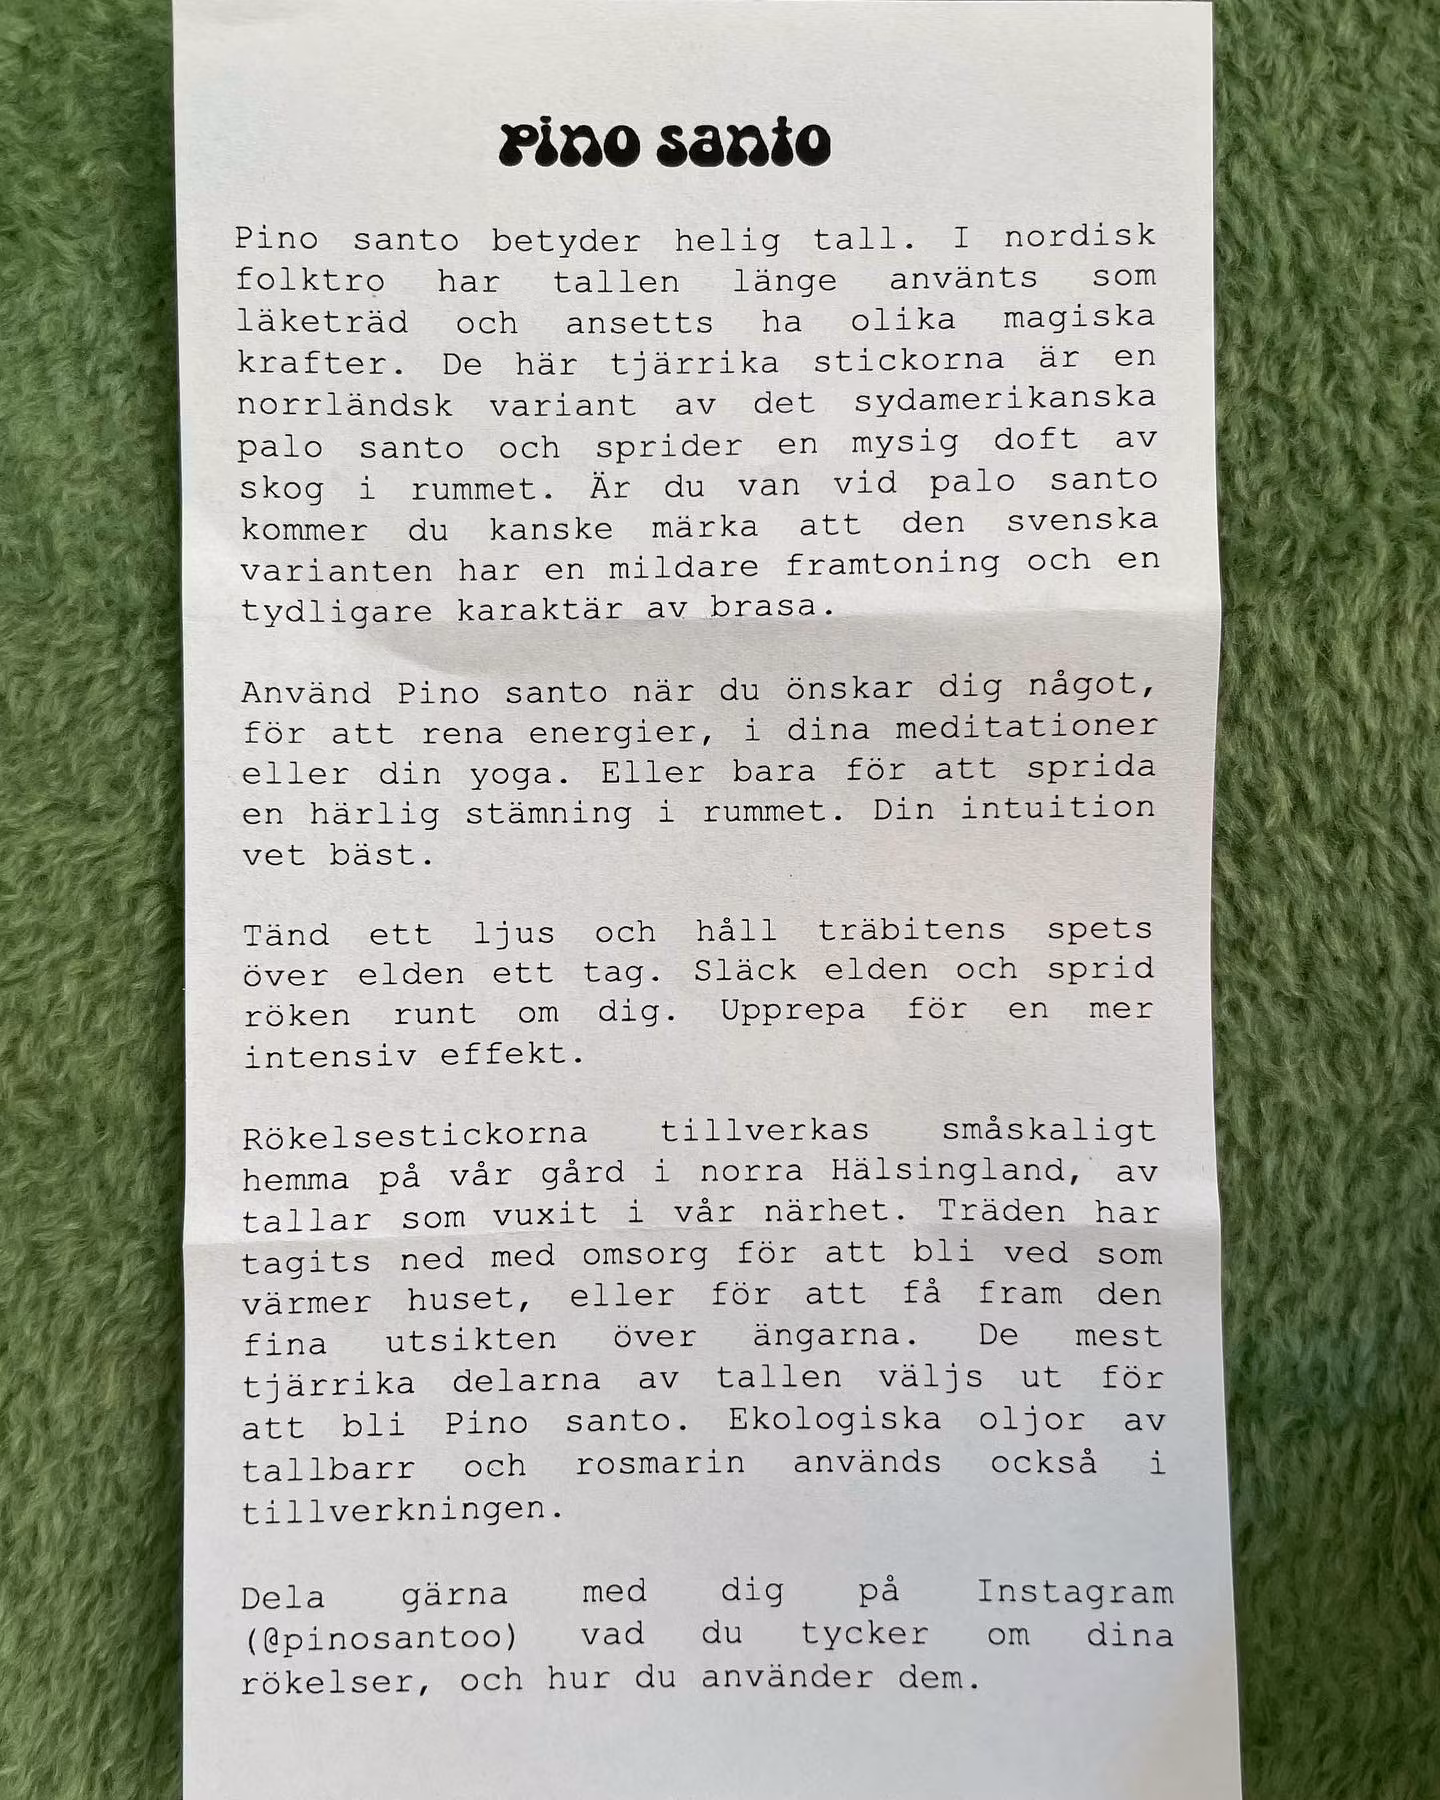 pino santo
Pino santo betyder helig tall. I nordisk
folktro har tallen länge använts som
läketräd och ansetts ha olika magiska
krafter. De här tjärrika stickorna är en
norrländsk variant av det sydamerikanska
palo santo och sprider en mysig doft av
skog i rummet. Är du van vid palo santo
kommer du kanske märka att den svenska
varianten har en mildare framtoning och en
tydligare karaktär av brasa.
Använd Pino santo när du önskar dig något,
för att rena energier, i dina meditationer
eller din yoga. Eller bara för att sprida
en härlig stämning i rummet. Din intuition
vet bäst.
Tänd ett ljus och håll träbitens spets
över elden ett tag. Släck elden och sprid
röken runt om dig. Upprepa för en mer
intensiv effekt.
Rökelsestickorna tillverkas småskaligt
hemma på vår gård i norra Hälsingland, av
tallar som vuxit i vår närhet. Träden har
tagits ned med omsorg för att bli ved som
värmer huset, eller för att få fram den
fina utsikten över ängarna. De mest
tjärrika delarna av tallen väljs ut för
att bli Pino santo. Ekologiska oljor av
tallbarr och rosmarin används också i
tillverkningen.
Dela gärna med dig på Instagram
(@pinosantoo) vad du tycker om dina
rökelser, och hur du använder dem.